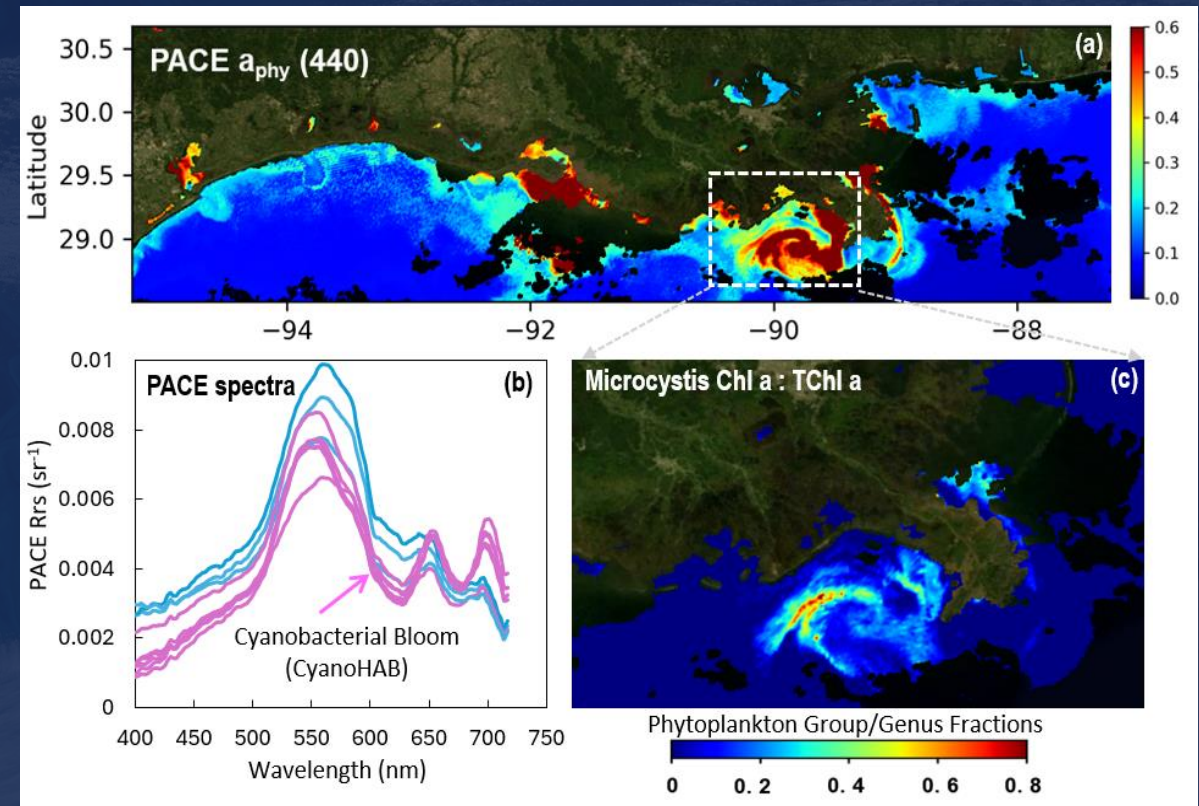 PACE aphy (440)
(a)
30.5
30.0
29.5
29.0
Latitude
−94
−92
−90
−88
0.6
0.5
0.4
0.3
0.2
0.1
0.0
PACE spectra
(b)
0.01
0.008
0.006
0.004
0.002
0
PACE Rrs (sr-1)
Cyanobacterial Bloom
(CyanoHAB)
400
450
500
550
600
650
700
750
Wavelength (nm)
Microcystis Chl a : TChl a
(c)
Phytoplankton Group/Genus Fractions
0
0.2
0.4
0.6
0.8